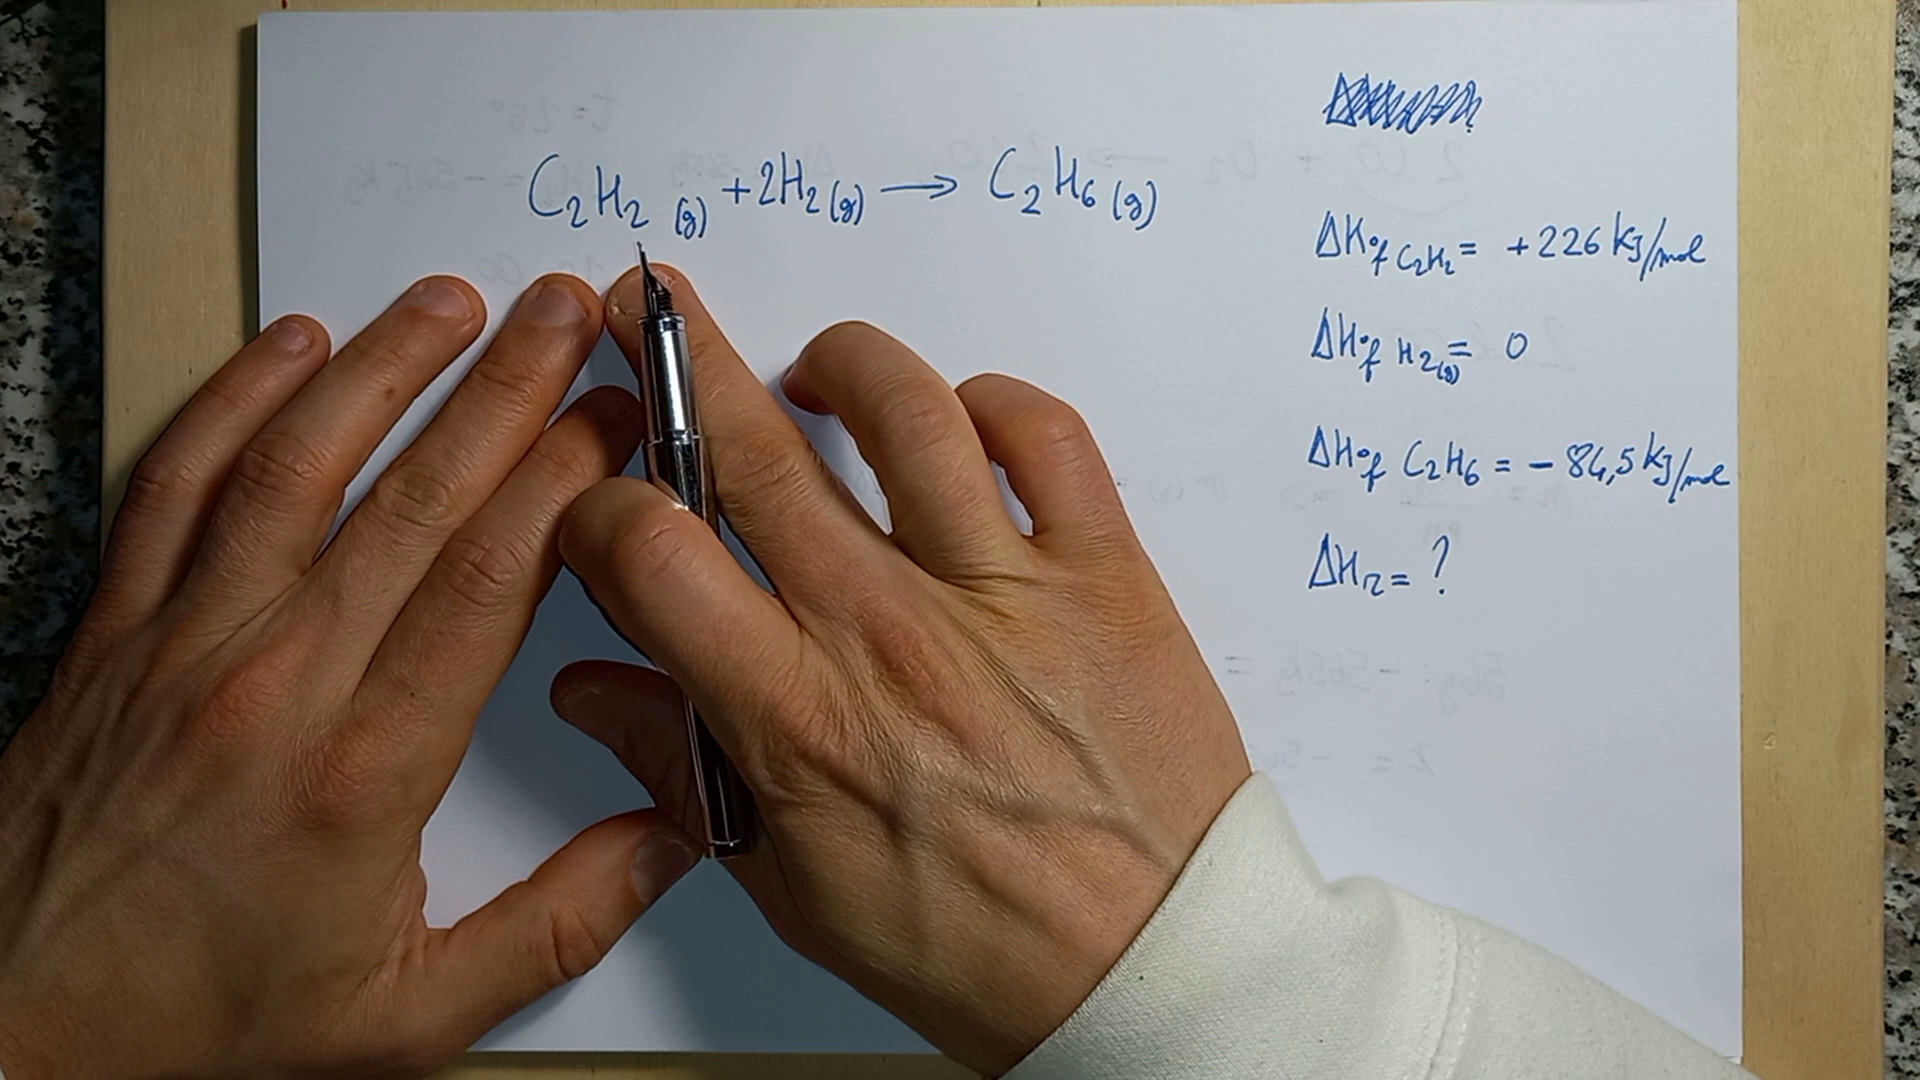 C2H2 (g) + 2H2 (g) → C2H6 (g)
ΔH°f C2H2 = +226 kJ/mol
ΔH°f H2(g) = 0
ΔH°f C2H6 = - 84,5 kJ/mol
ΔHr = ?